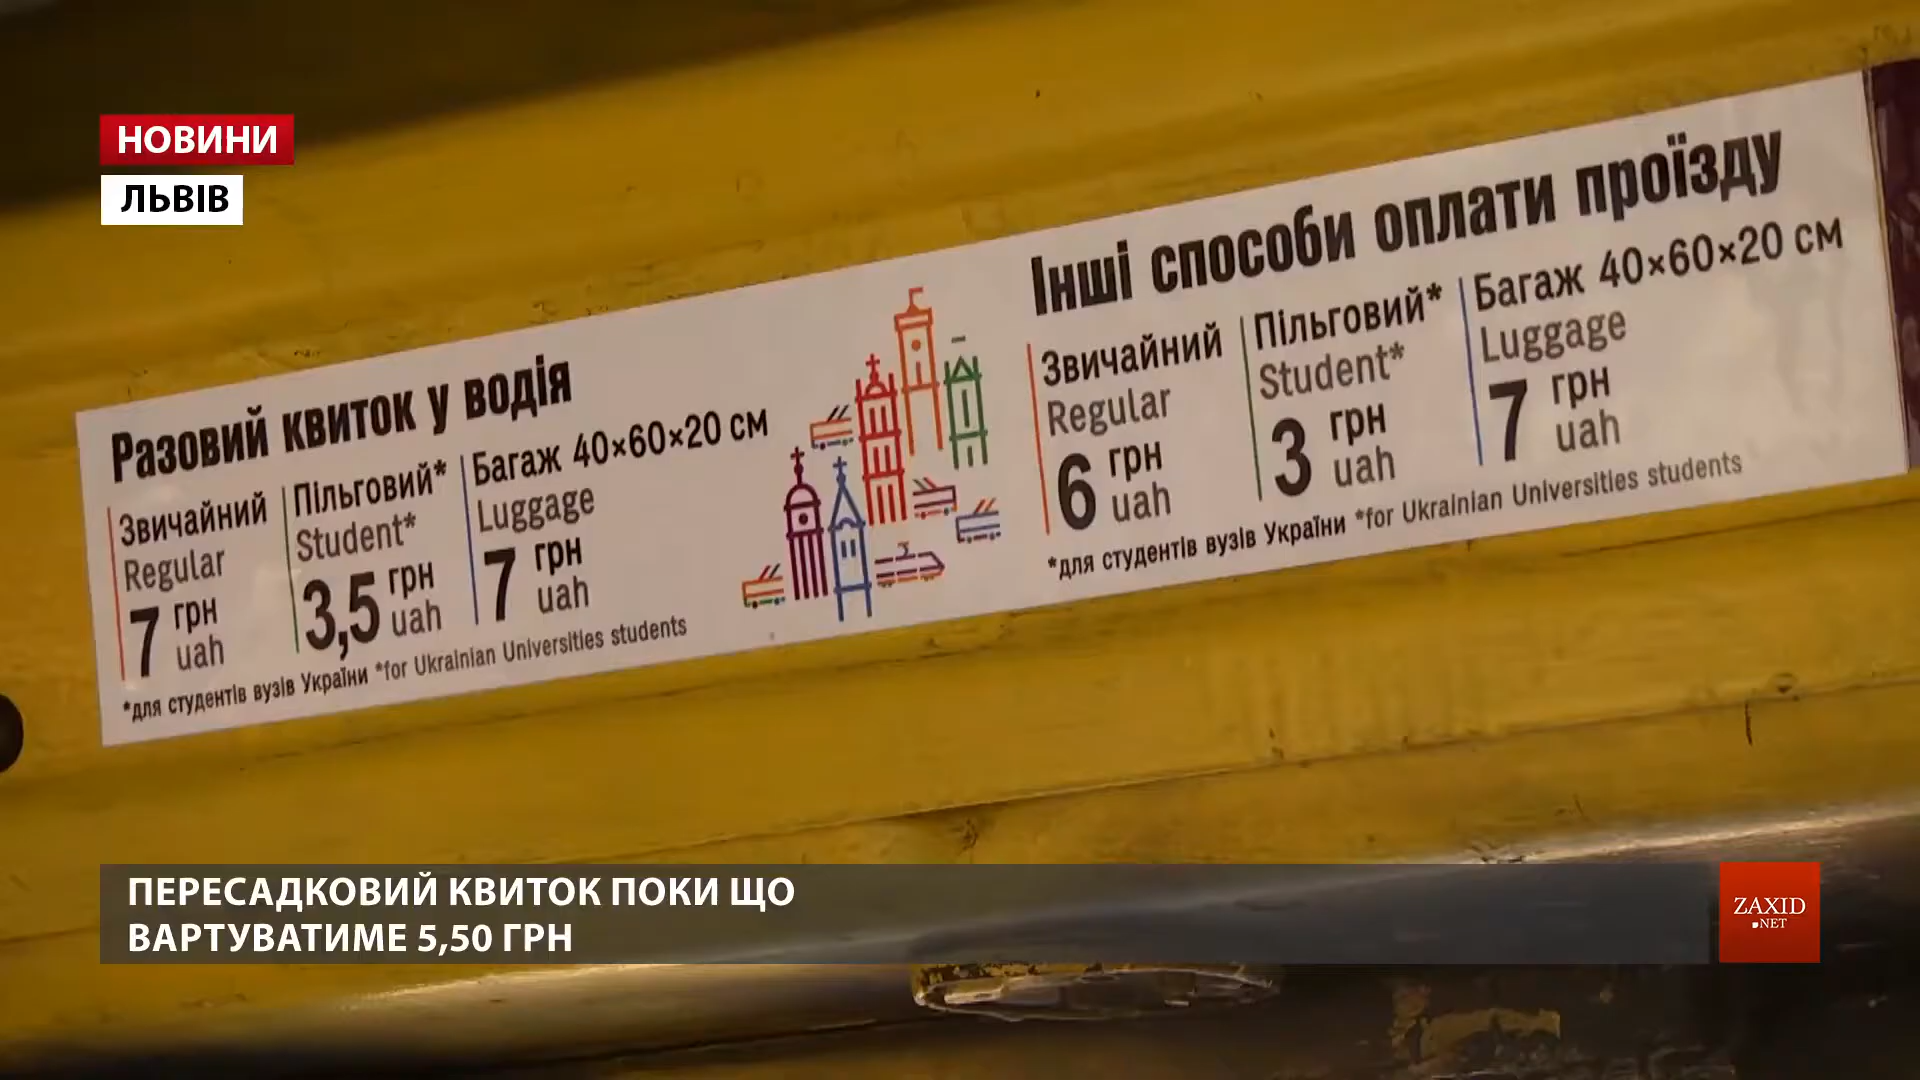 НОВИНИ
ЛЬВІВ
Разовий квиток у водія
Звичайний
Regular
7 грн
uah
Пільговий*
Student*
3,5 грн
uah
Багаж 40×60×20 см
Luggage
7 грн
uah
*для студентів вузів України *for Ukrainian Universities students
Інші способи оплати проїзду
Звичайний
Regular
6 грн
uah
Пільговий*
Student*
3 грн
uah
Багаж 40×60×20 см
Luggage
7 грн
uah
*для студентів вузів України *for Ukrainian Universities students
ПЕРЕСАДКОВИЙ КВИТОК ПОКИ ЩО
ВАРТУВАТИМЕ 5,50 ГРН
ZAXID
.NET